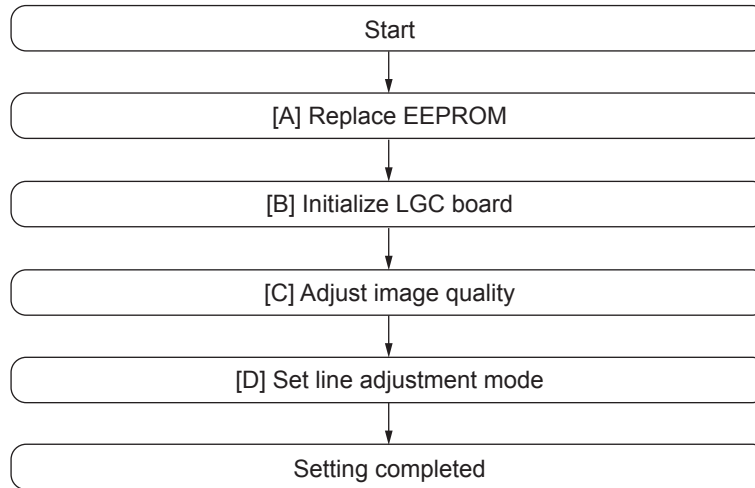 Start
[A] Replace EEPROM
[B] Initialize LGC board
[C] Adjust image quality
[D] Set line adjustment mode
Setting completed